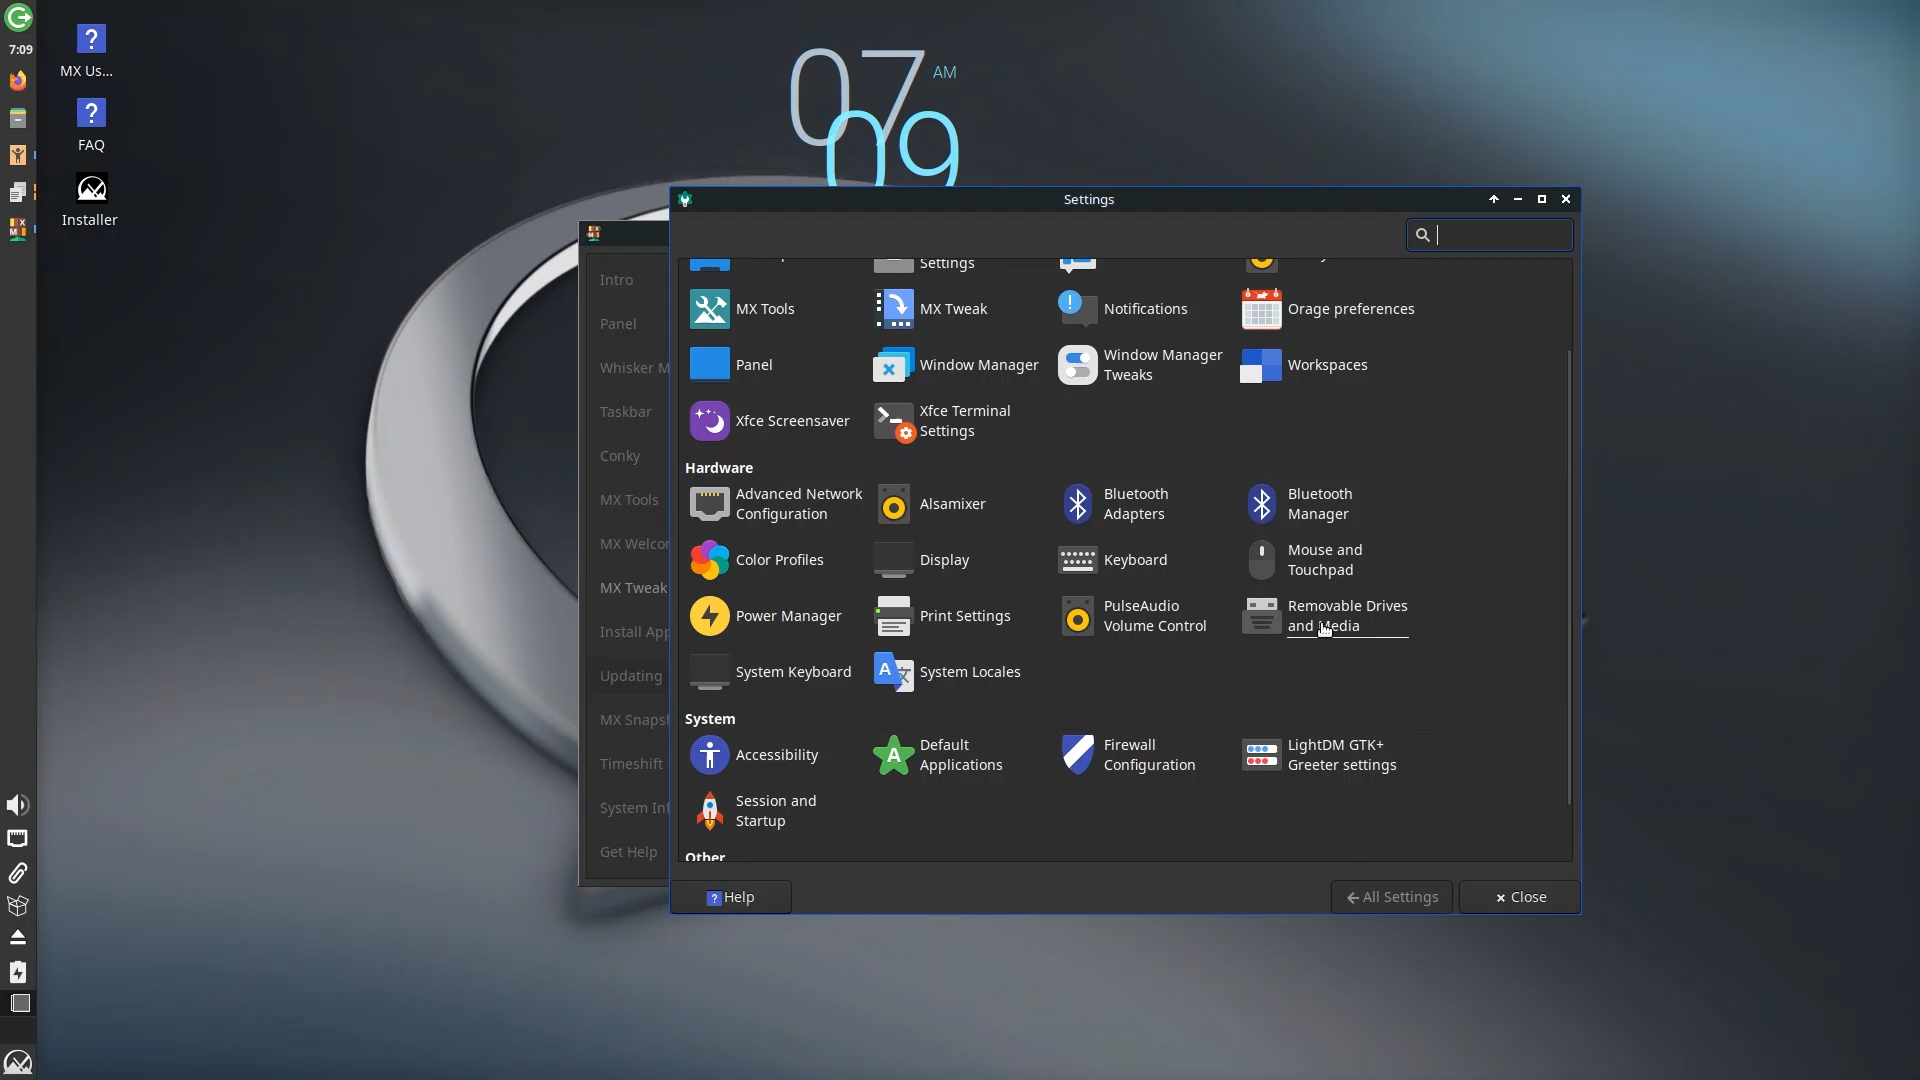 7:09
MX Us...
FAQ
Installer
07
AM
09
Settings
Intro
Panel
Whisker M
Taskbar
Conky
MX Tools
MX Welcor
MX Tweak
Install App
Updating
MX Snapsh
Timeshift
System Inf
Get Help
Settings
MX Tools
MX Tweak
Notifications
Orage preferences
Panel
Window Manager
Window Manager
Tweaks
Workspaces
Xfce Screensaver
Xfce Terminal
Settings
Hardware
Advanced Network
Configuration
Alsamixer
Bluetooth
Adapters
Bluetooth
Manager
Color Profiles
Display
Keyboard
Mouse and
Touchpad
Power Manager
Print Settings
PulseAudio
Volume Control
Removable Drives
and Media
System Keyboard
System Locales
System
Accessibility
Default
Applications
Firewall
Configuration
LightDM GTK+
Greeter settings
Session and
Startup
Other
Help
All Settings
Close